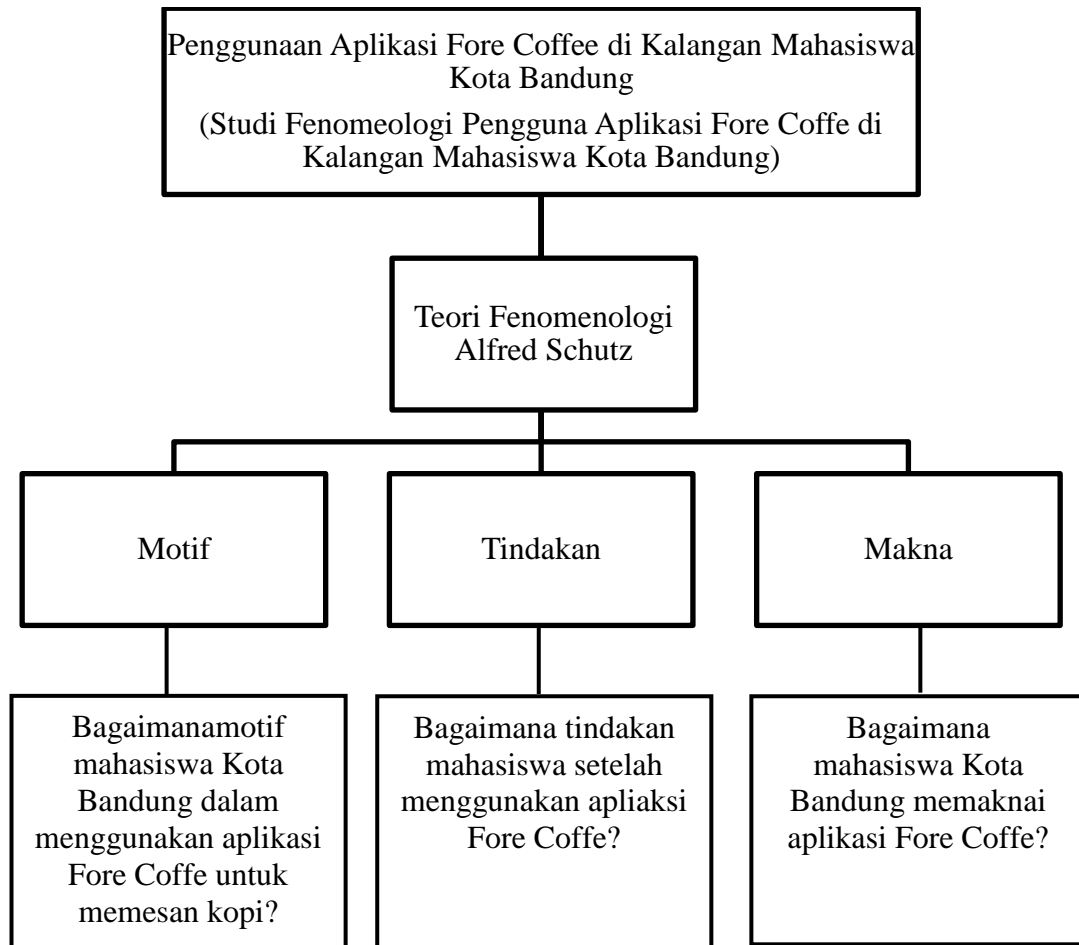 Penggunaan Aplikasi Fore Coffee di Kalangan Mahasiswa
Kota Bandung
(Studi Fenomeologi Pengguna Aplikasi Fore Coffe di
Kalangan Mahasiswa Kota Bandung)
Teori Fenomenologi
Alfred Schutz
Motif
Tindakan
Makna
Bagaimanamotif
mahasiswa Kota
Bandung dalam
menggunakan aplikasi
Fore Coffe untuk
memesan kopi?
Bagaimana tindakan
mahasiswa setelah
menggunakan apliaksi
Fore Coffe?
Bagaimana
mahasiswa Kota
Bandung memaknai
aplikasi Fore Coffe?